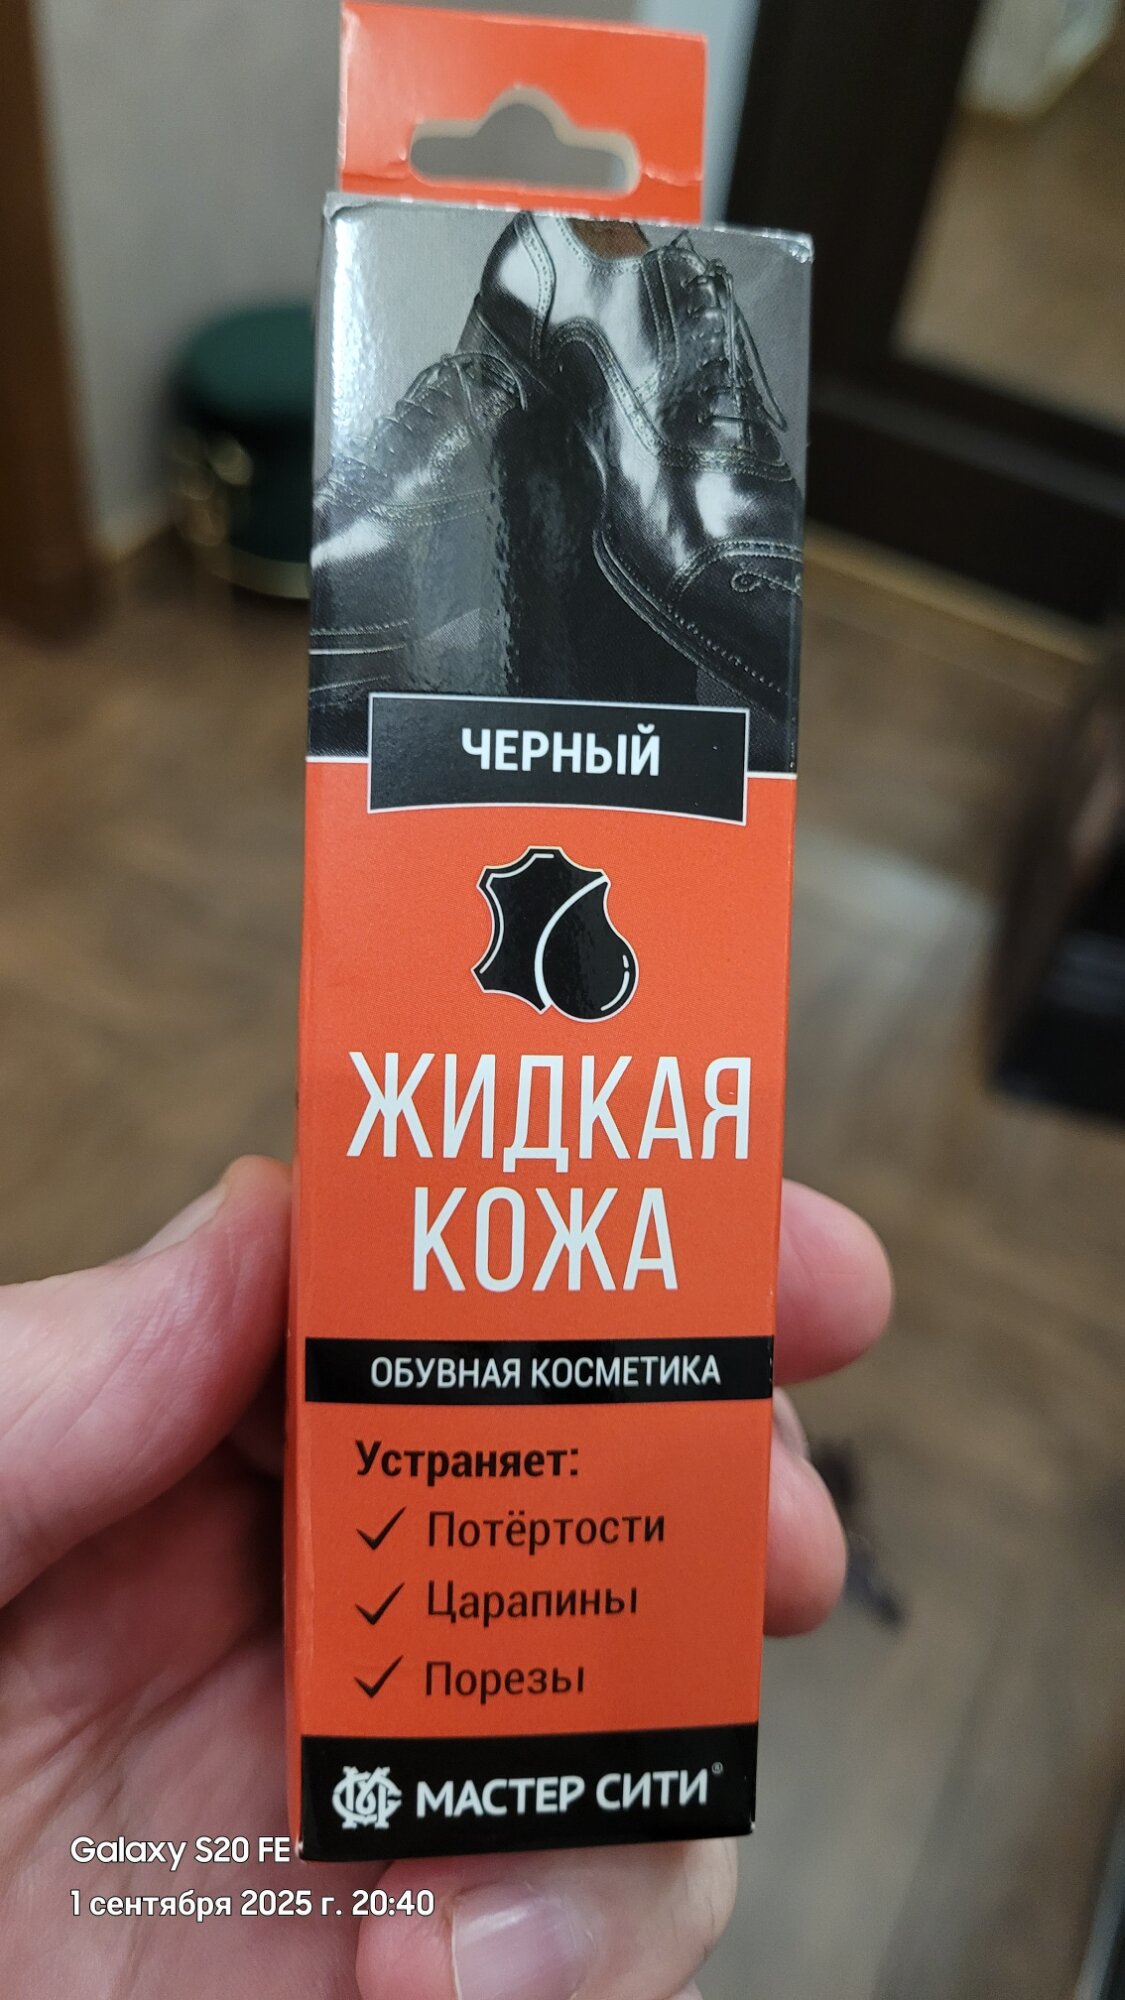 ЧЕРНЫЙ
ЖИДКАЯ
КОЖА
ОБУВНАЯ КОСМЕТИКА
Устраняет:
✓ Потёртости
✓ Царапины
✓ Порезы
МАСТЕР СИТИ®
Galaxy S20 FE
1 сентября 2025 г. 20:40